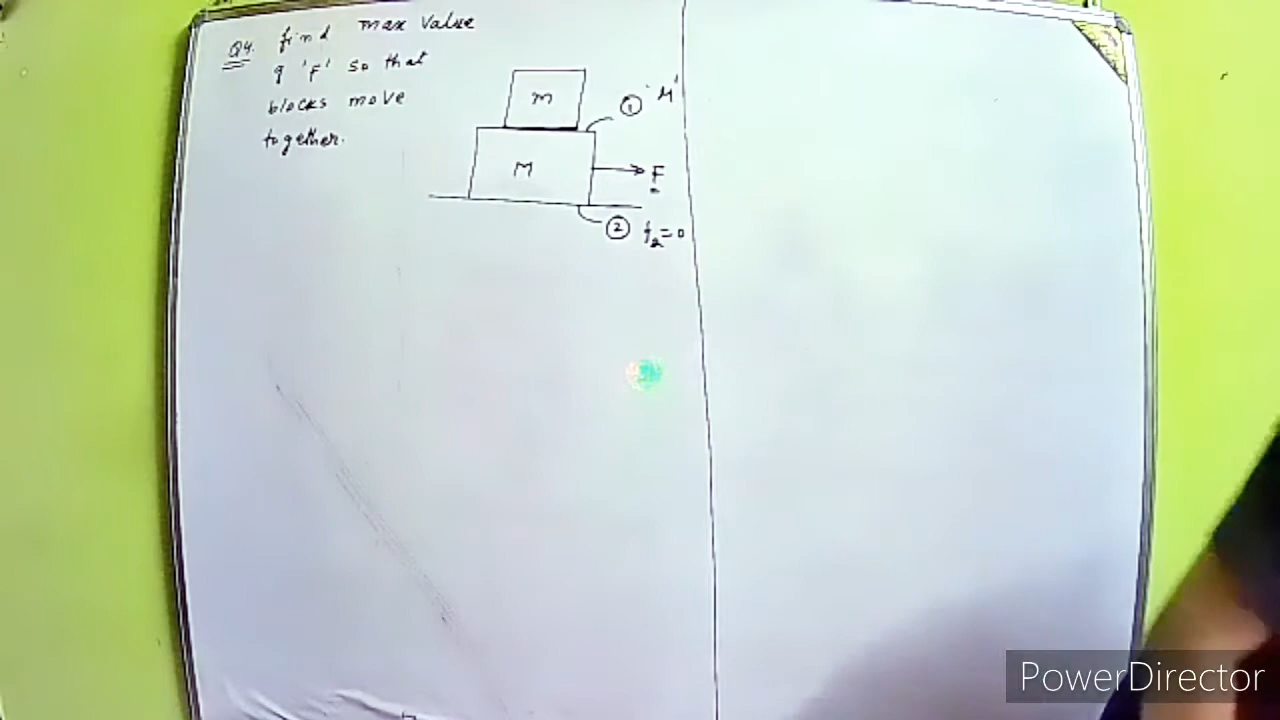 Q4. find max value
of 'F' so that
blocks move
together.
m
① 'μ'
M
F
② f₂=0
PowerDirector